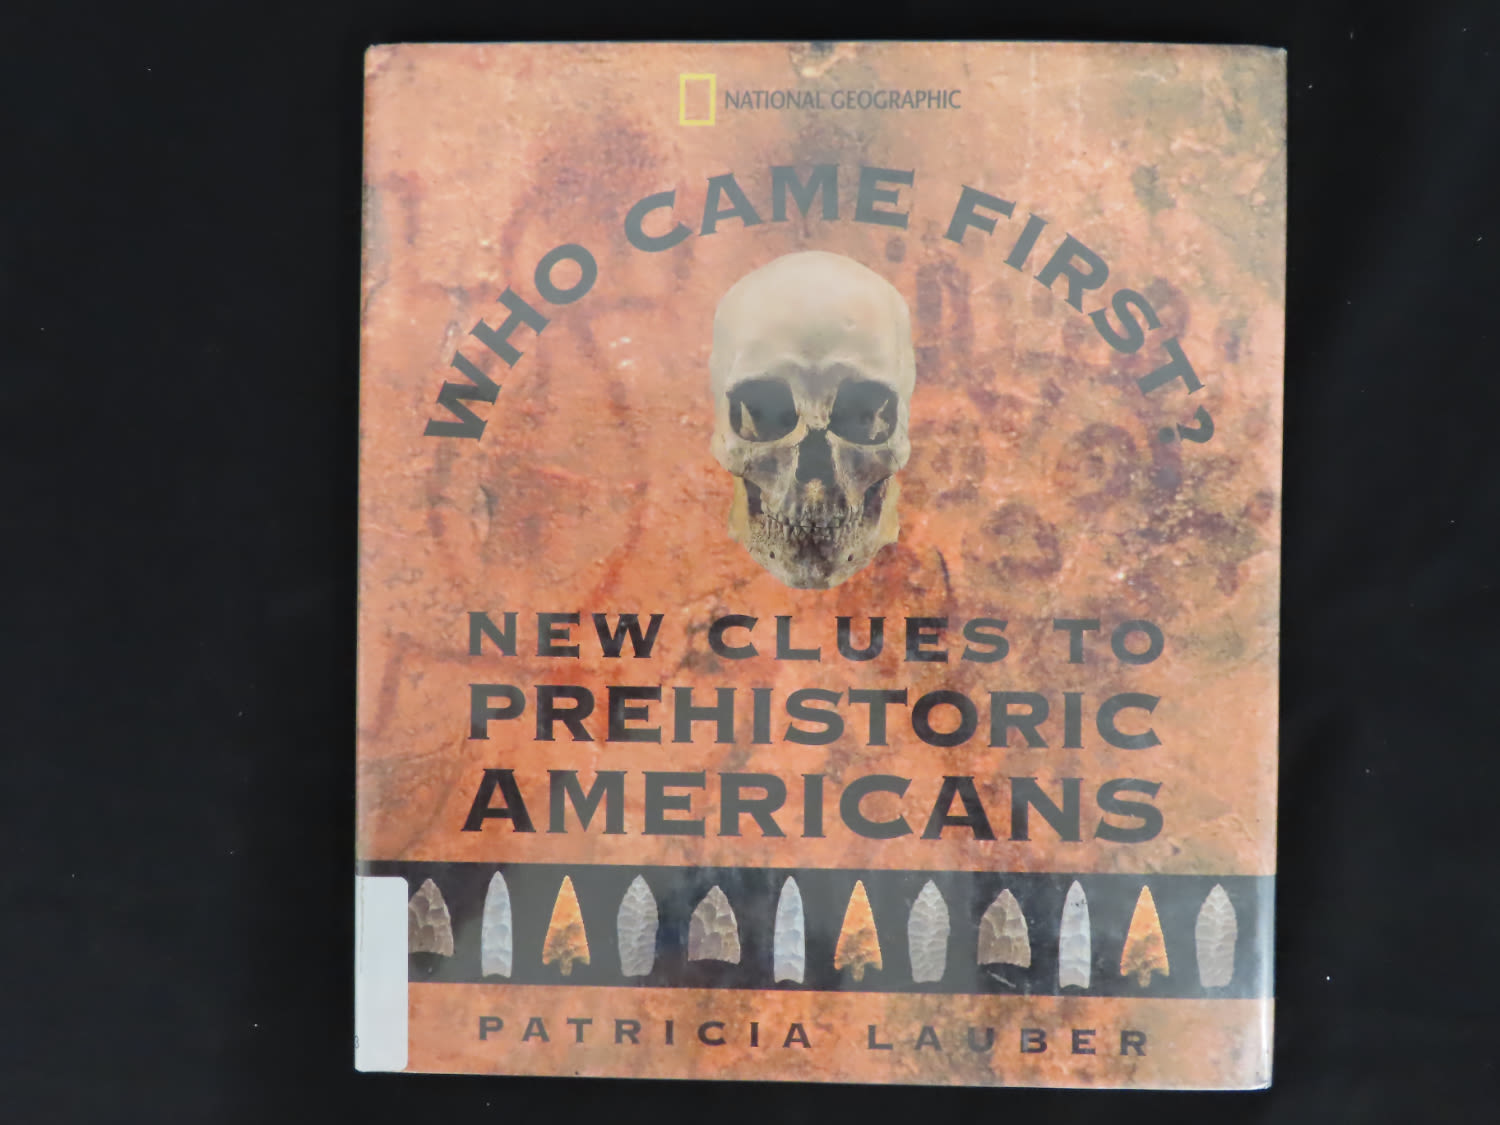 NATIONAL GEOGRAPHIC
WHO CAME FIRST?
NEW CLUES TO
PREHISTORIC
AMERICANS
PATRICIA LAUBER